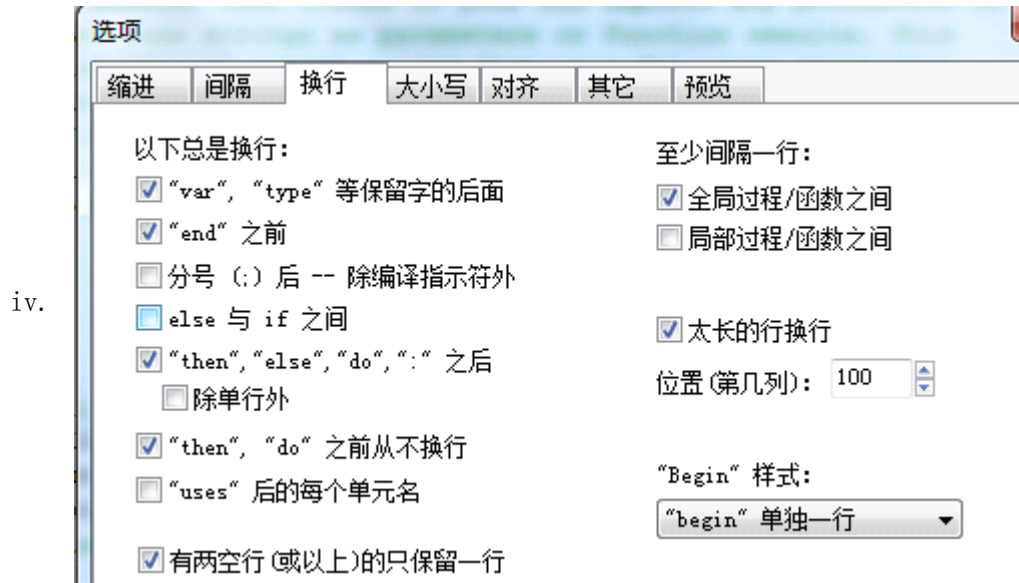 选项
缩进 间隔 换行 大小写 对齐 其它 预览
以下总是换行:
"var", "type" 等保留字的后面
"end" 之前
分号 (;) 后 -- 除编译指示符外
else 与 if 之间
"then","else","do",":" 之后
除单行外
"then", "do" 之前从不换行
"uses" 后的每个单元名
有两空行(或以上)的只保留一行
至少间隔一行:
全局过程/函数之间
局部过程/函数之间
太长的行换行
位置(第几列): 100
"Begin" 样式:
"begin" 单独一行
iv.